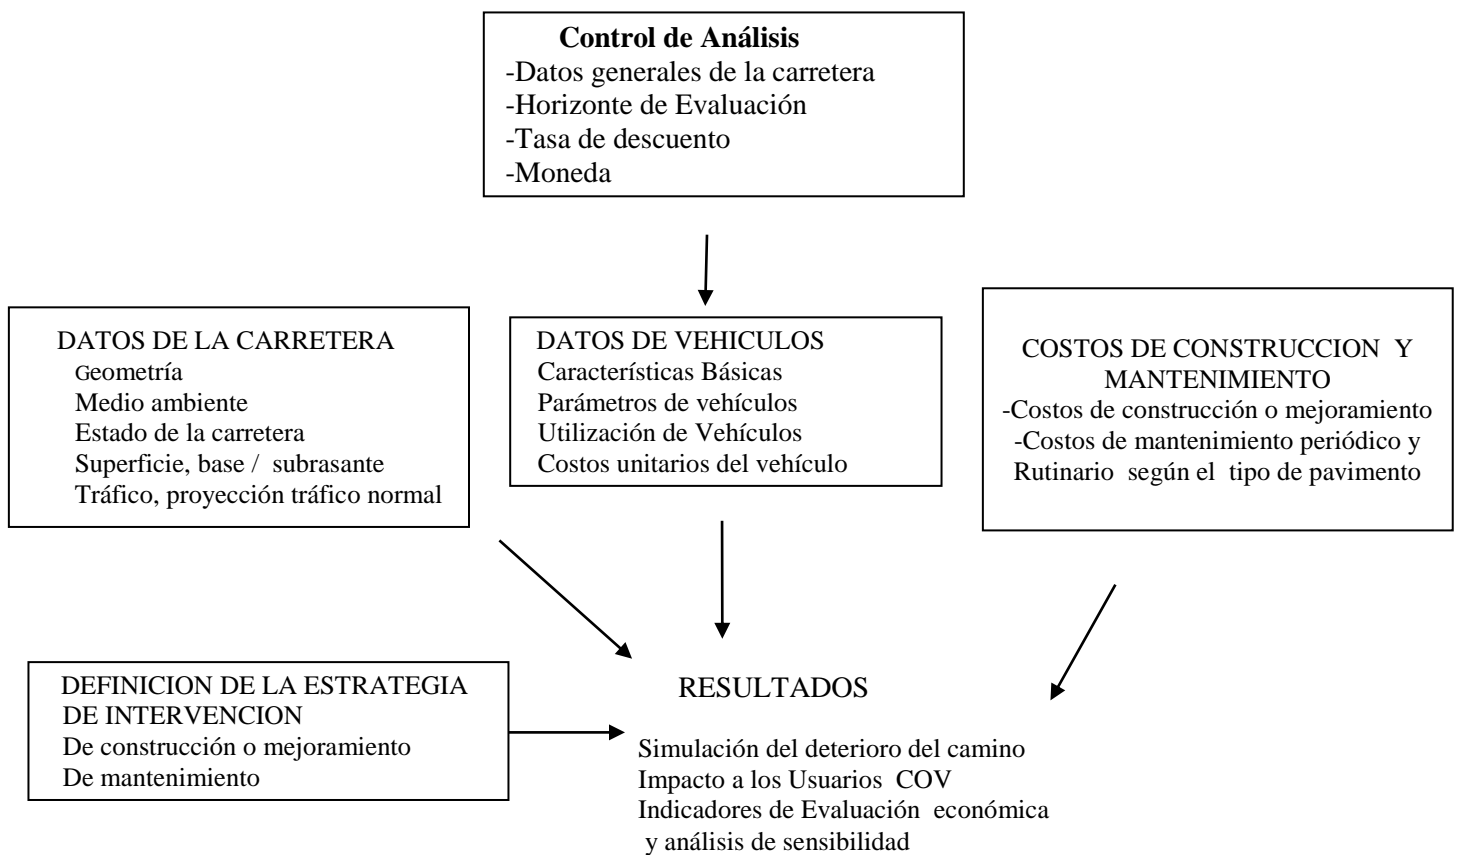 Control de Análisis
-Datos generales de la carretera
-Horizonte de Evaluación
-Tasa de descuento
-Moneda
DATOS DE LA CARRETERA
Geometría
Medio ambiente
Estado de la carretera
Superficie, base / subrasante
Tráfico, proyección tráfico normal
DATOS DE VEHICULOS
Características Básicas
Parámetros de vehículos
Utilización de Vehículos
Costos unitarios del vehículo
COSTOS DE CONSTRUCCION Y
MANTENIMIENTO
-Costos de construcción o mejoramiento
-Costos de mantenimiento periódico y
Rutinario según el tipo de pavimento
DEFINICION DE LA ESTRATEGIA
DE INTERVENCION
De construcción o mejoramiento
De mantenimiento
RESULTADOS
Simulación del deterioro del camino
Impacto a los Usuarios COV
Indicadores de Evaluación económica
y análisis de sensibilidad